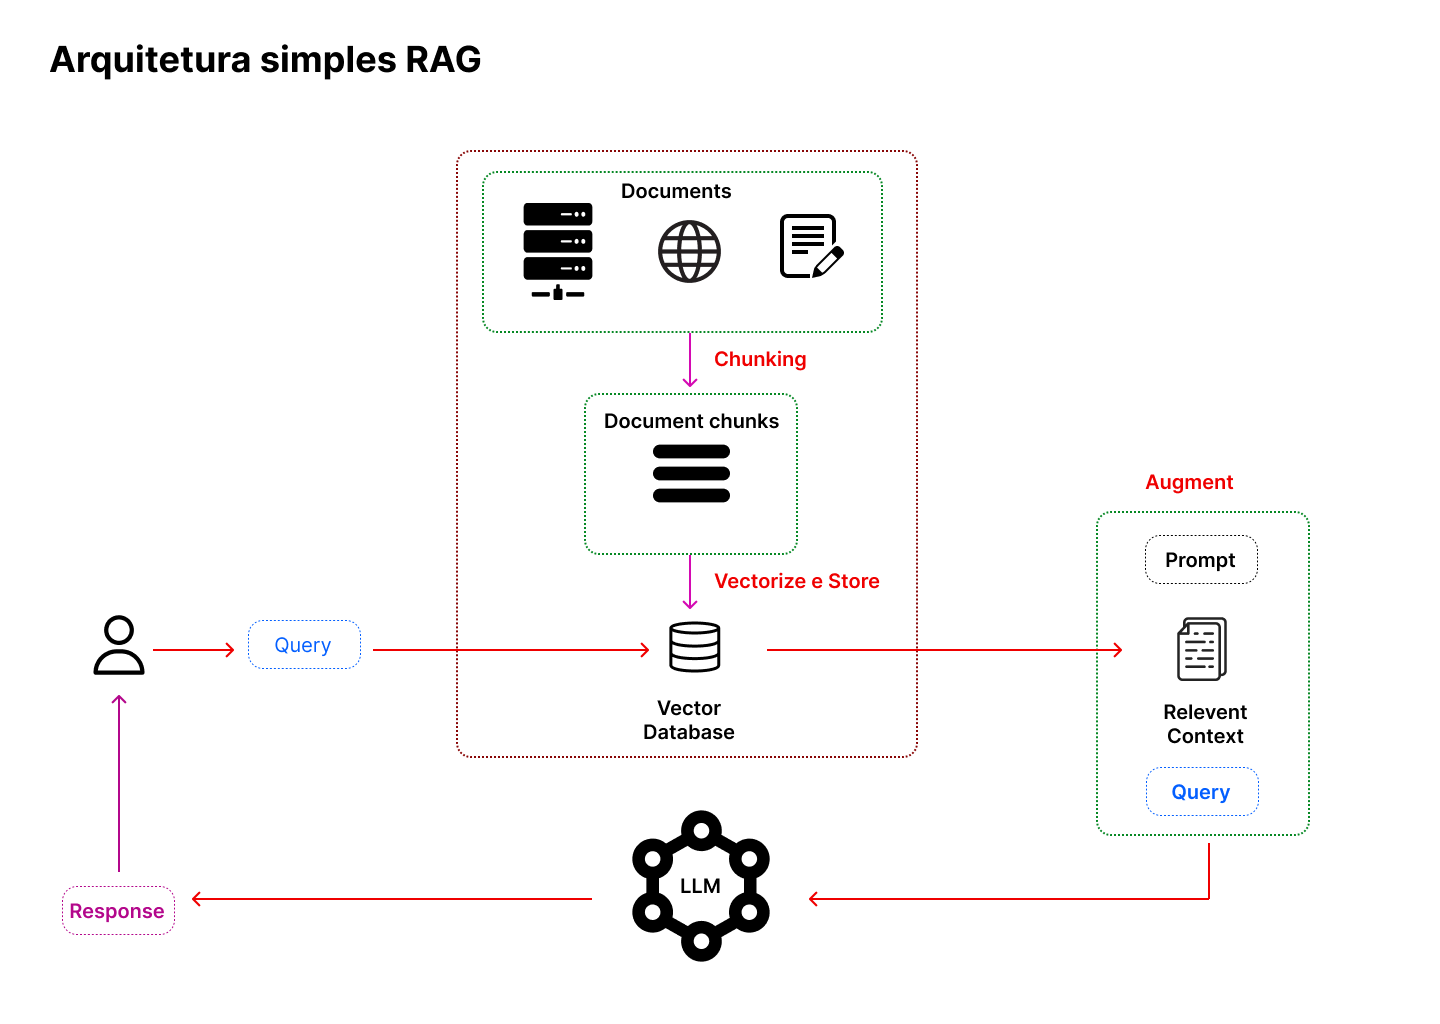 Arquitetura simples RAG
Documents
Chunking
Document chunks
Vectorize e Store
Query
Vector
Database
Augment
Prompt
Relevent
Context
Query
LLM
Response